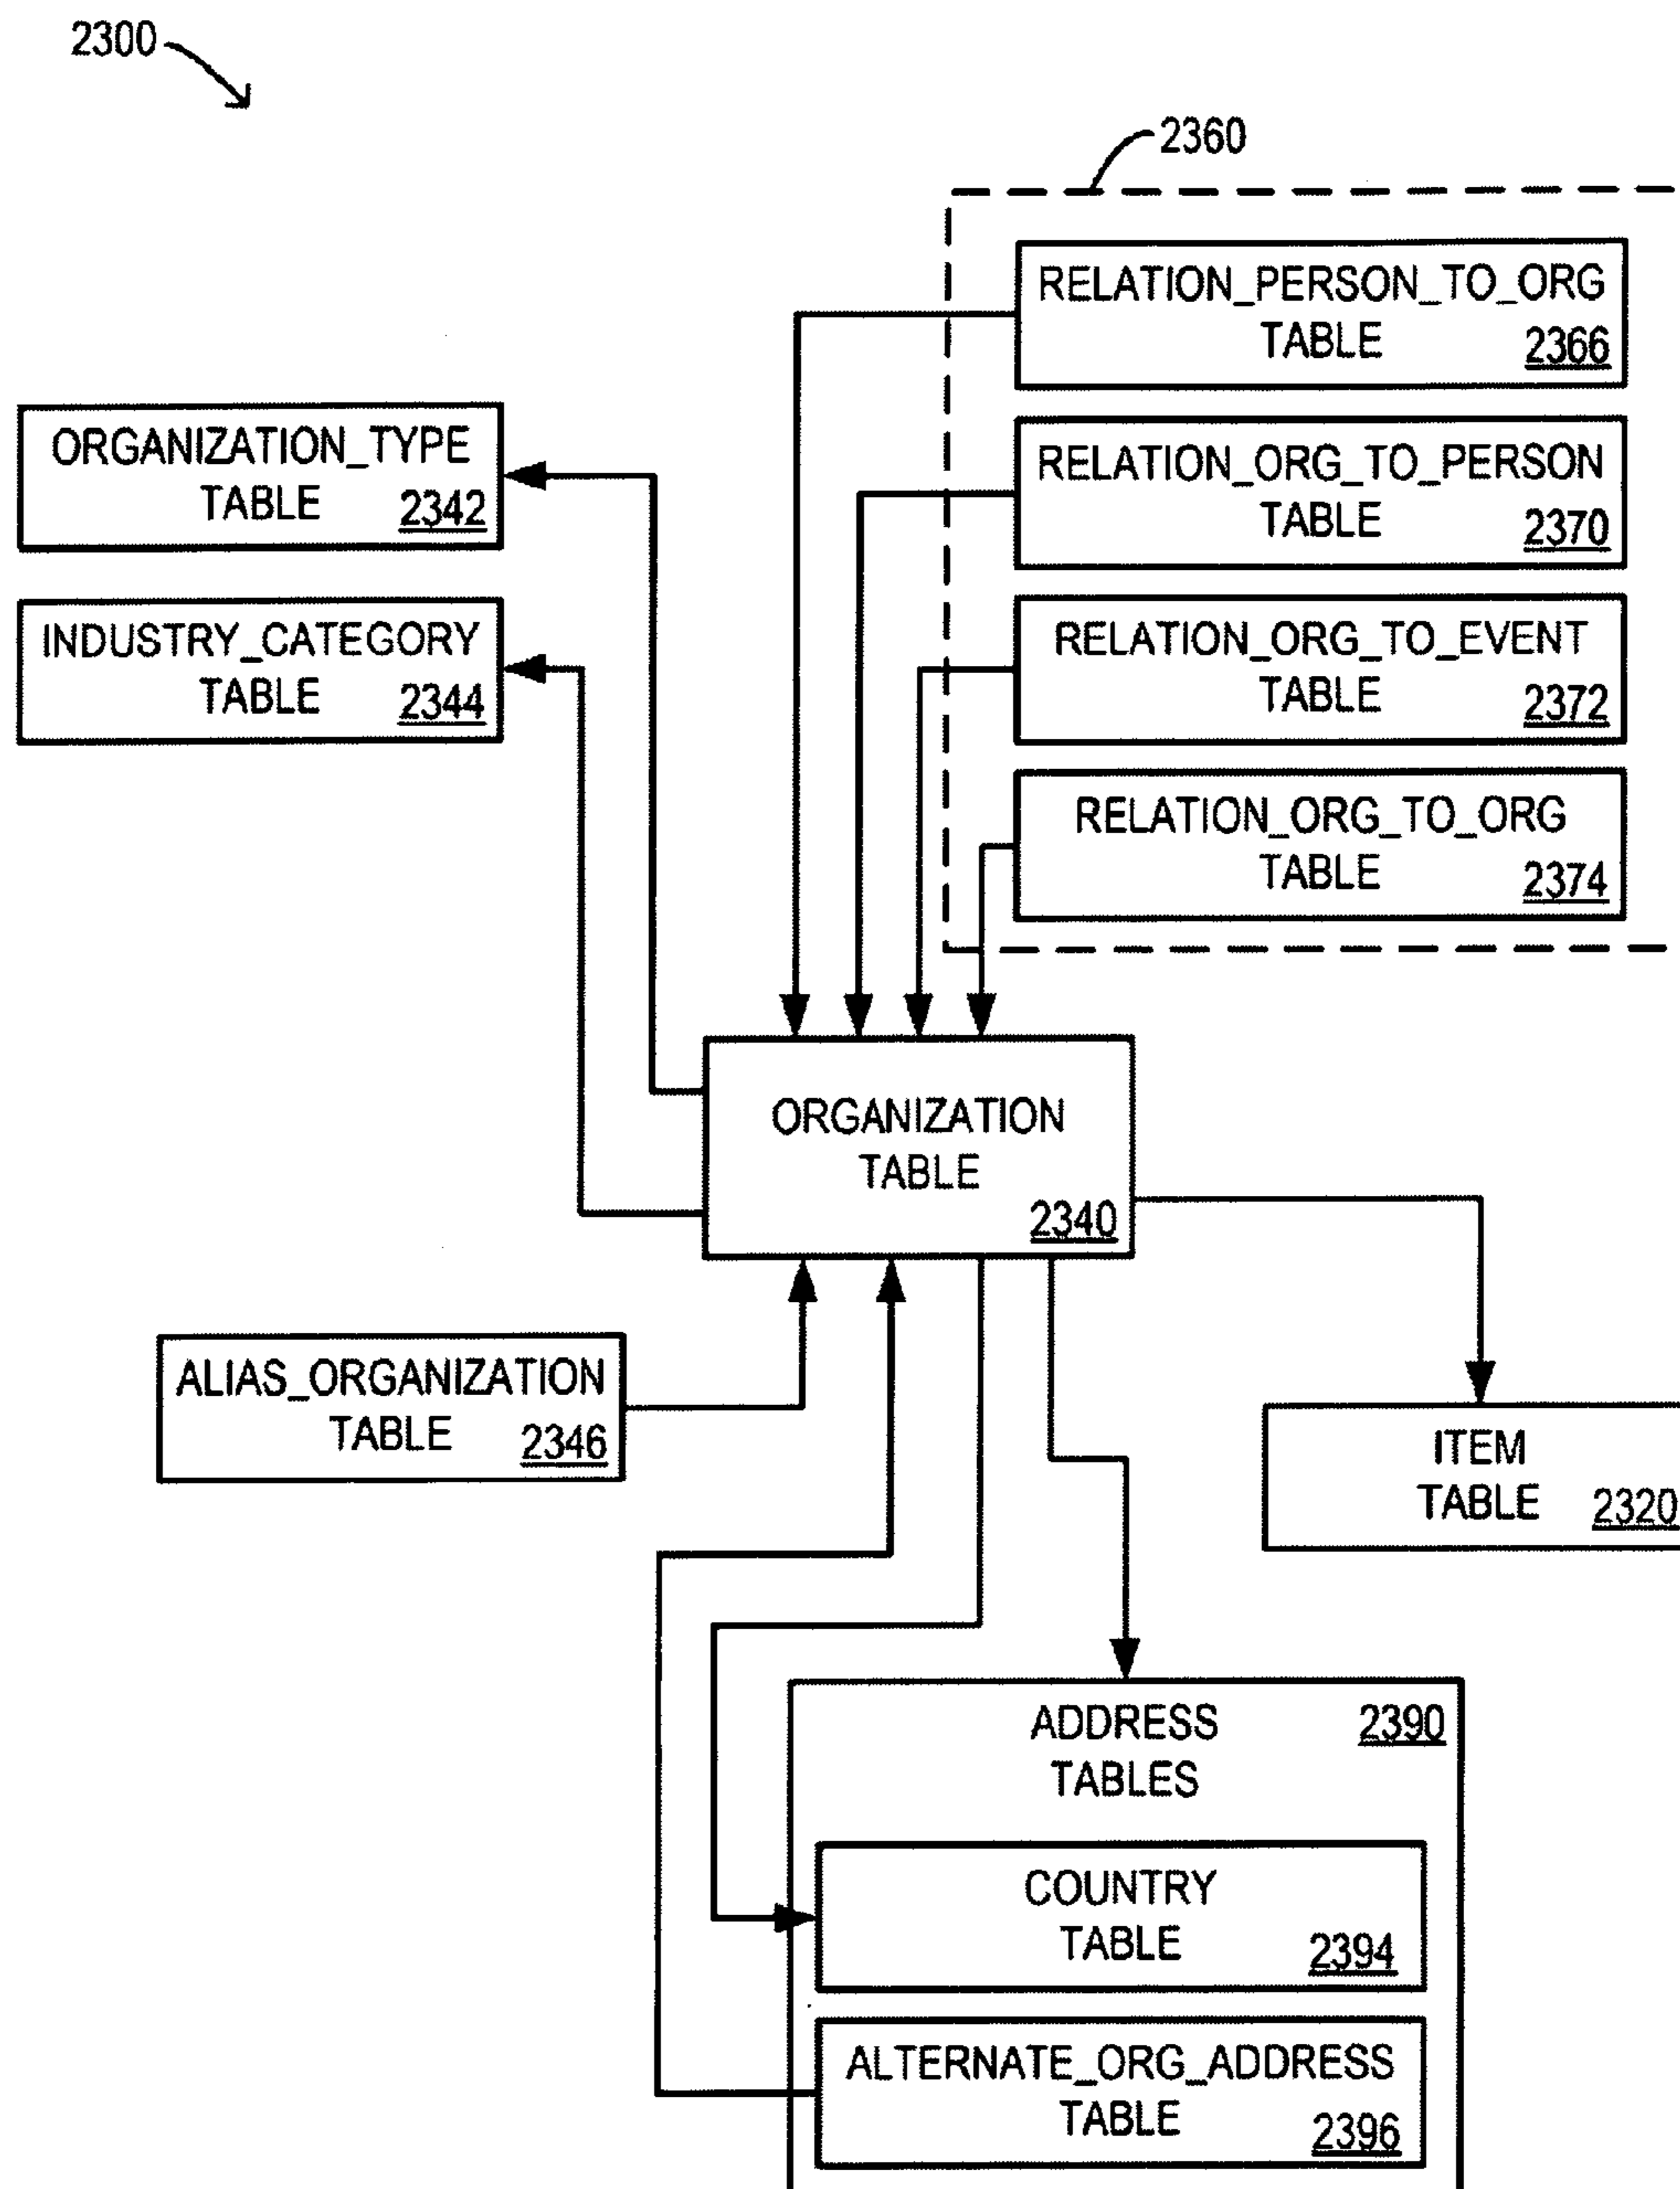 2300
2360
RELATION_PERSON_TO_ORG
TABLE 2366
ORGANIZATION_TYPE
TABLE 2342
RELATION_ORG_TO_PERSON
TABLE 2370
INDUSTRY_CATEGORY
TABLE 2344
RELATION_ORG_TO_EVENT
TABLE 2372
RELATION_ORG_TO_ORG
TABLE 2374
ORGANIZATION
TABLE
2340
ALIAS_ORGANIZATION
TABLE 2346
ITEM
TABLE 2320
ADDRESS 2390
TABLES
COUNTRY
TABLE 2394
ALTERNATE_ORG_ADDRESS
TABLE 2396